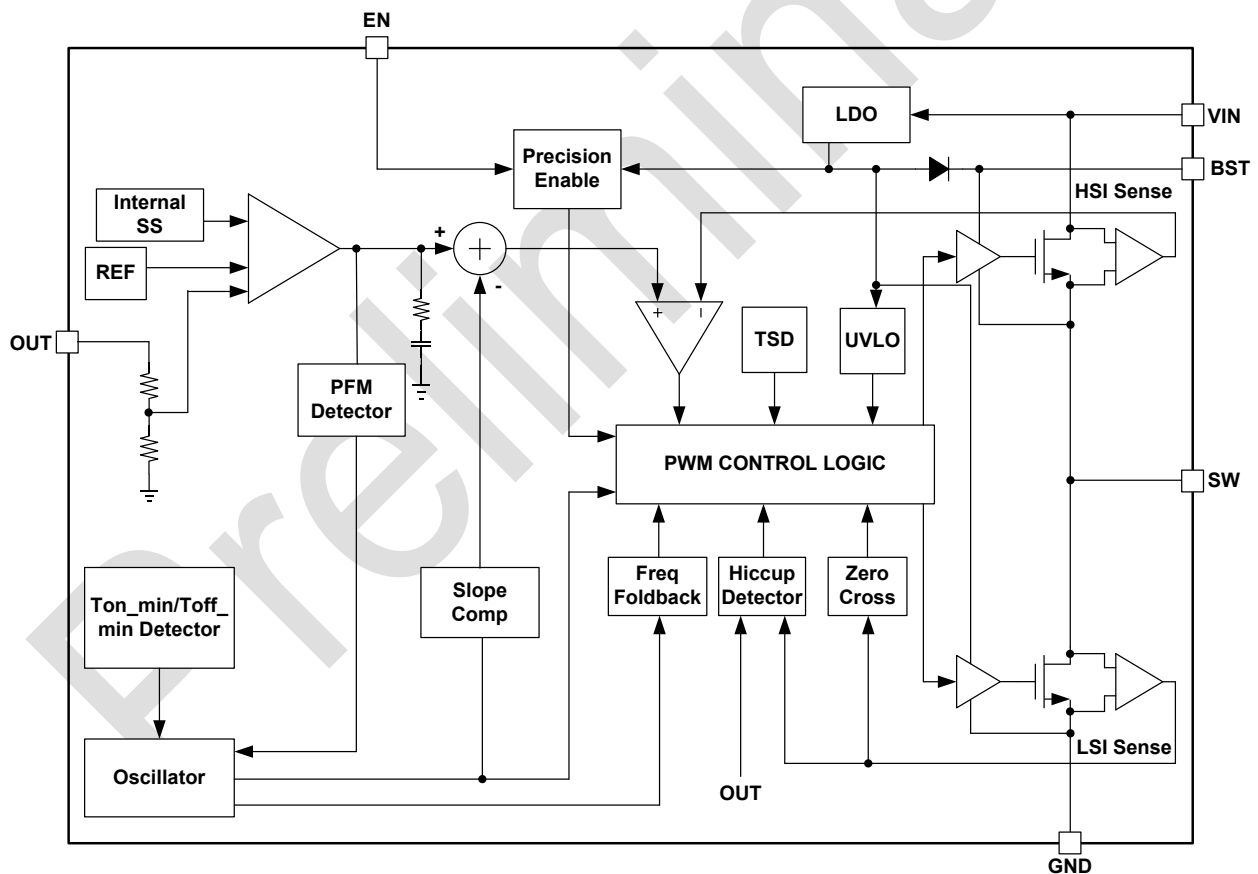 EN
LDO
VIN
Precision
Enable
BST
HSI Sense
Internal
SS
REF
+
+
-
+
-
OUT
TSD
UVLO
PFM
Detector
PWM CONTROL LOGIC
SW
Ton_min/Toff_
min Detector
Slope
Comp
Freq
Foldback
Hiccup
Detector
Zero
Cross
Oscillator
OUT
LSI Sense
GND